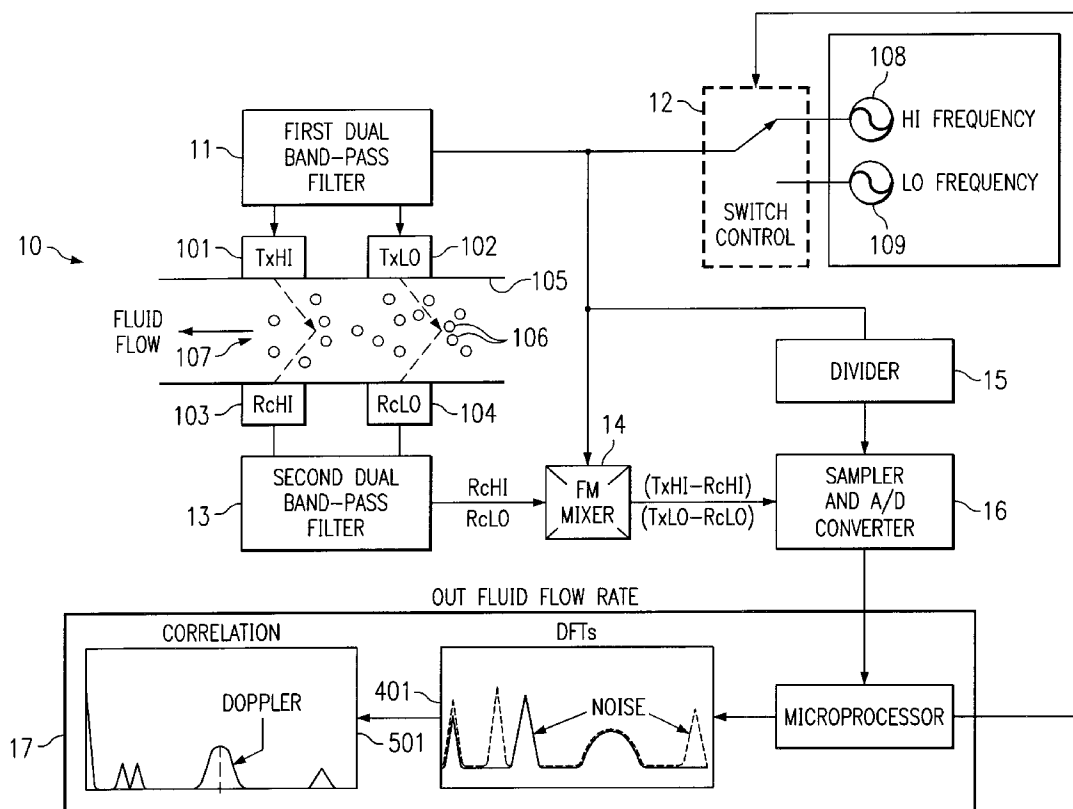 108
12
HI FREQUENCY
FIRST DUAL
BAND-PASS
FILTER
11
LO FREQUENCY
SWITCH
CONTROL
109
10
101
TxHI
TxLO
102
105
FLUID
FLOW
107
106
DIVIDER
15
103
RcHI
RcLO
104
14
SECOND DUAL
BAND-PASS
FILTER
13
RcHI
RcLO
FM
MIXER
(TxHI-RcHI)
(TxLO-RcLO)
SAMPLER
AND A/D
CONVERTER
16
OUT FLUID FLOW RATE
CORRELATION
DFTs
DOPPLER
401
501
NOISE
MICROPROCESSOR
17